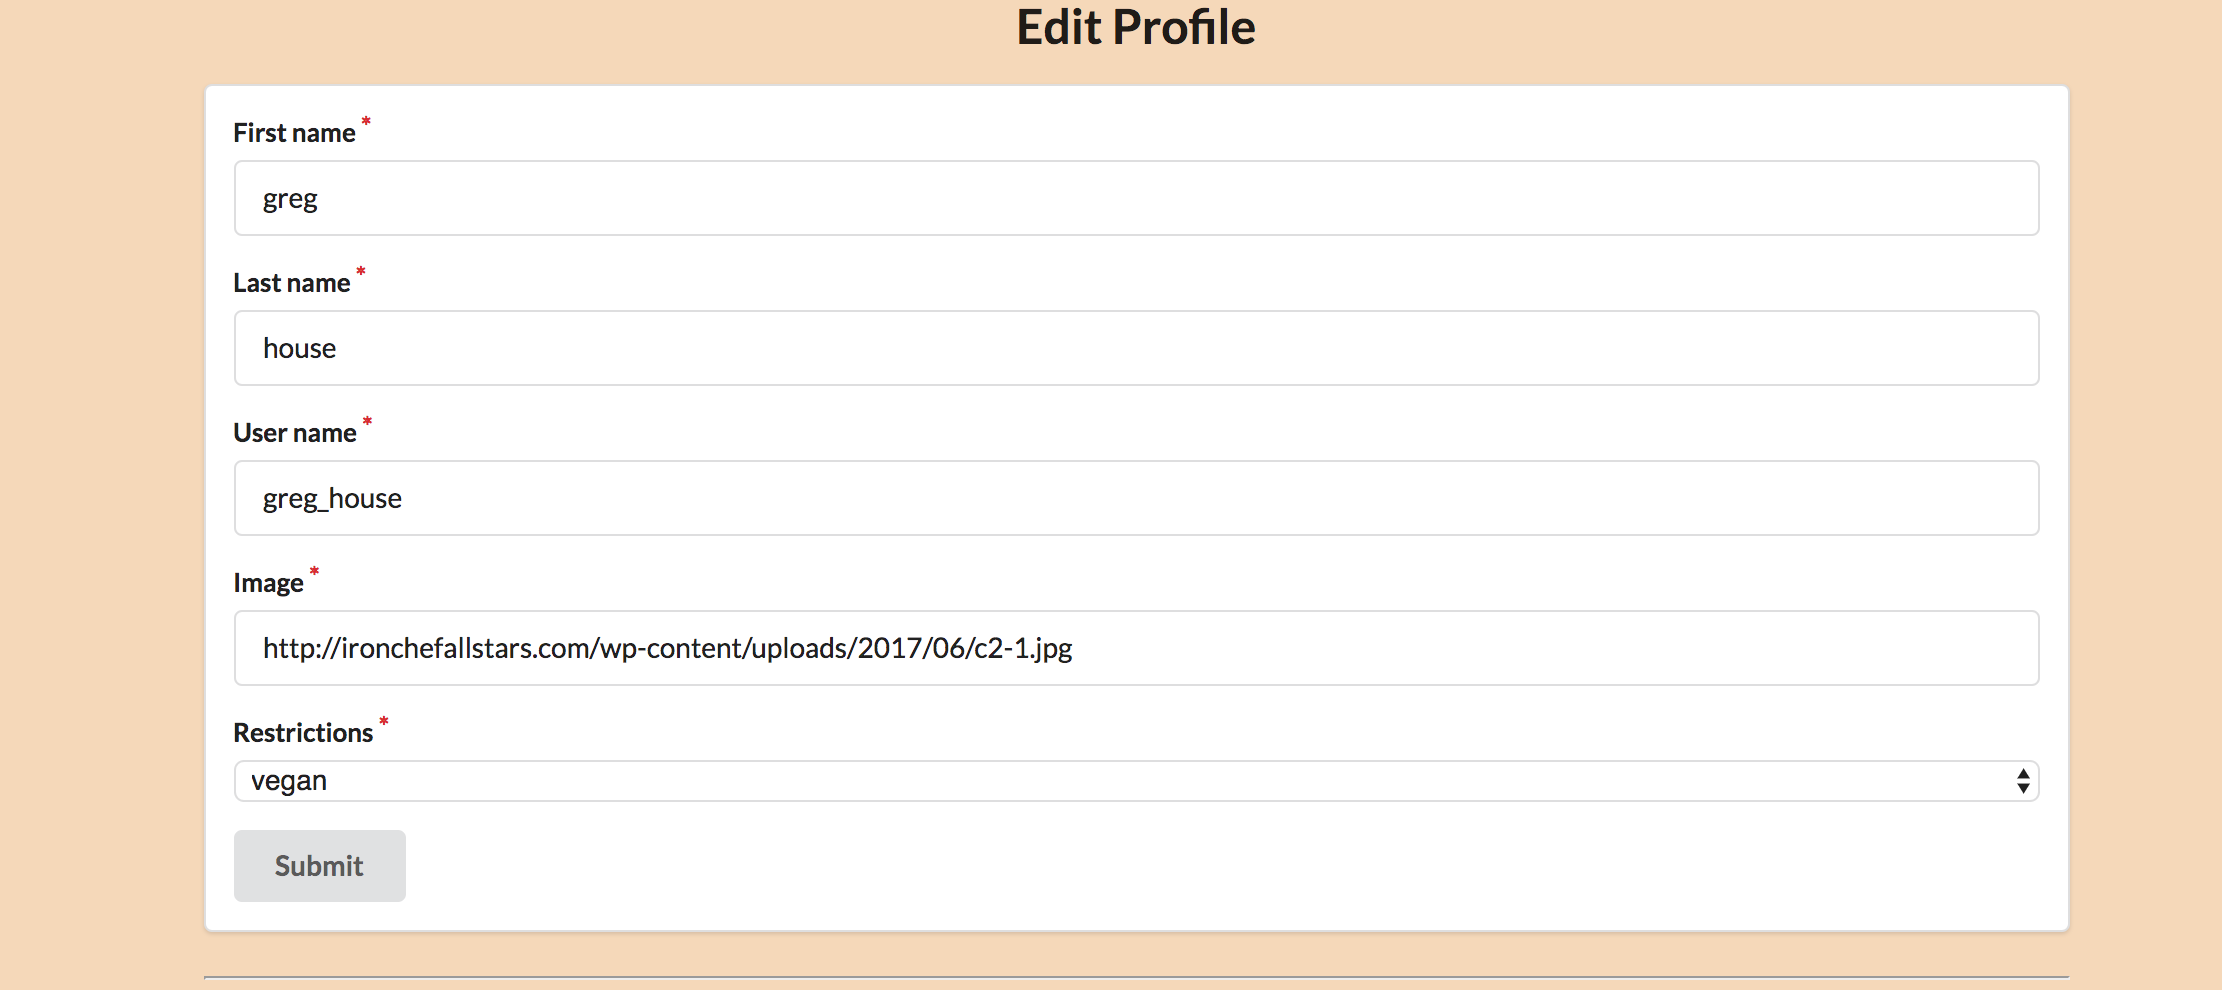 Edit Profile
First name *
greg
Last name *
house
User name *
greg_house
Image *
http://ironchefallstars.com/wp-content/uploads/2017/06/c2-1.jpg
Restrictions *
vegan
Submit